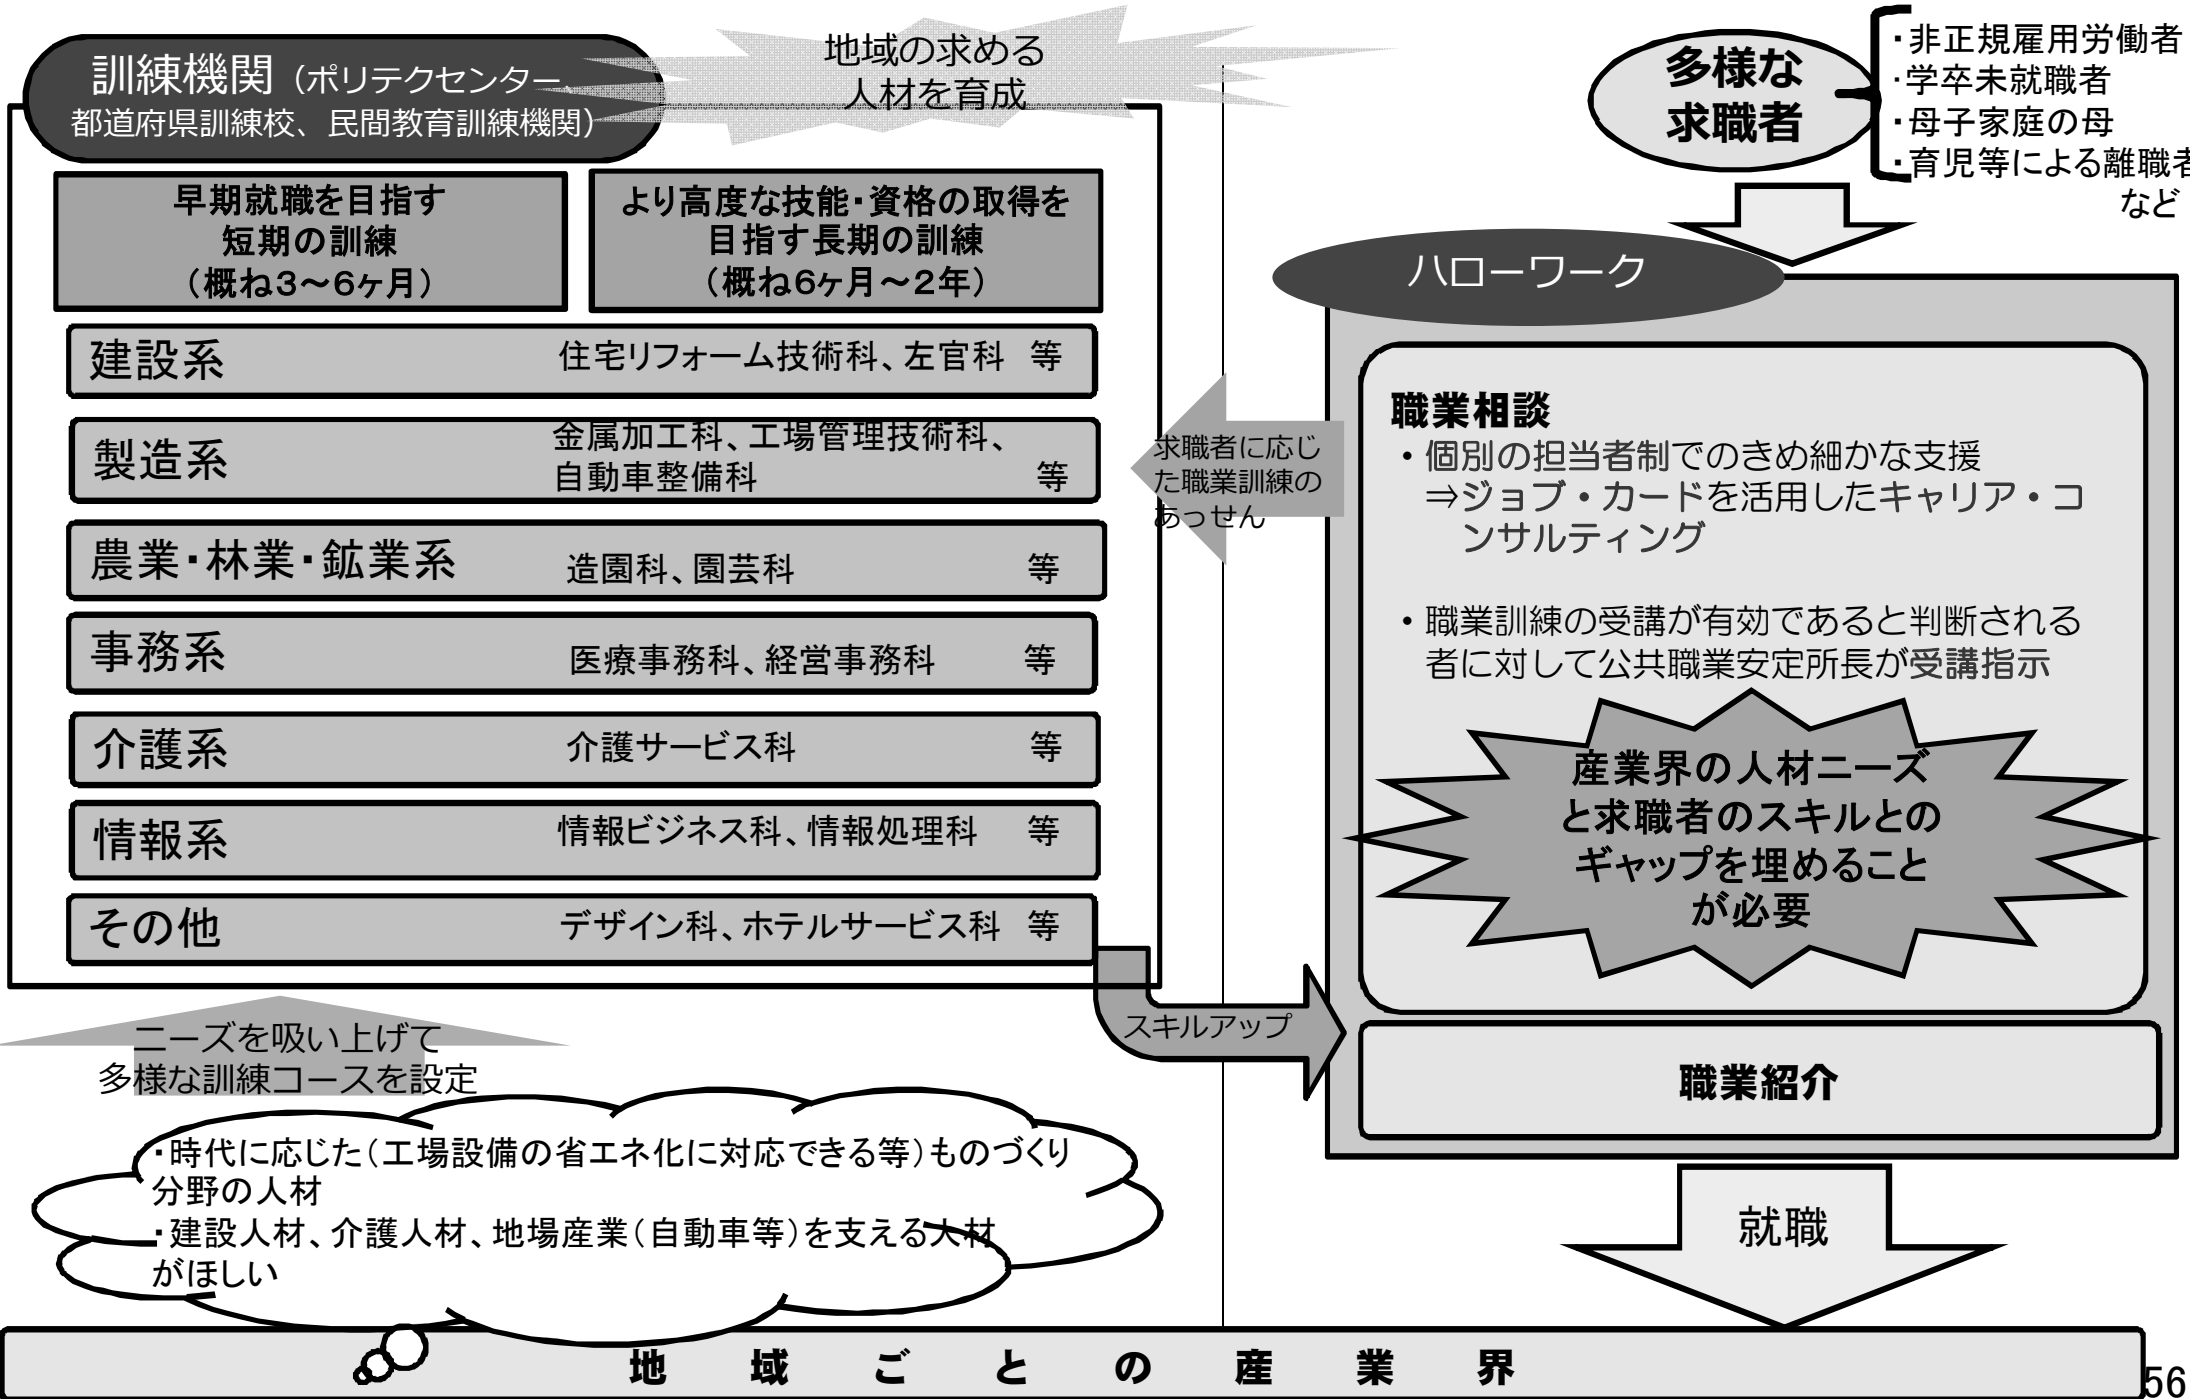 地域の求める
人材を育成
訓練機関（ポリテクセンター、
都道府県訓練校、民間教育訓練機関）
早期就職を目指す
短期の訓練
（概ね３～６ヶ月）
より高度な技能・資格の取得を
目指す長期の訓練
（概ね６ヶ月～２年）
建設系 住宅リフォーム技術科、左官科 等
製造系 金属加工科、工場管理技術科、
自動車整備科 等
農業・林業・鉱業系 造園科、園芸科 等
事務系 医療事務科、経営事務科 等
介護系 介護サービス科 等
情報系 情報ビジネス科、情報処理科 等
その他 デザイン科、ホテルサービス科 等
ニーズを吸い上げて
多様な訓練コースを設定
・時代に応じた（工場設備の省エネ化に対応できる等）ものづくり
分野の人材
・建設人材、介護人材、地場産業（自動車等）を支える人材
がほしい
求職者に応じ
た職業訓練の
あっせん
スキルアップ
多様な
求職者
・非正規雇用労働者
・学卒未就職者
・母子家庭の母
・育児等による離職者
など
ハローワーク
職業相談
・個別の担当者制でのきめ細かな支援
⇒ジョブ・カードを活用したキャリア・コ
ンサルティング
・職業訓練の受講が有効であると判断される
者に対して公共職業安定所長が受講指示
産業界の人材ニーズ
と求職者のスキルとの
ギャップを埋めること
が必要
職業紹介
就職
地域ごとの産業界
56